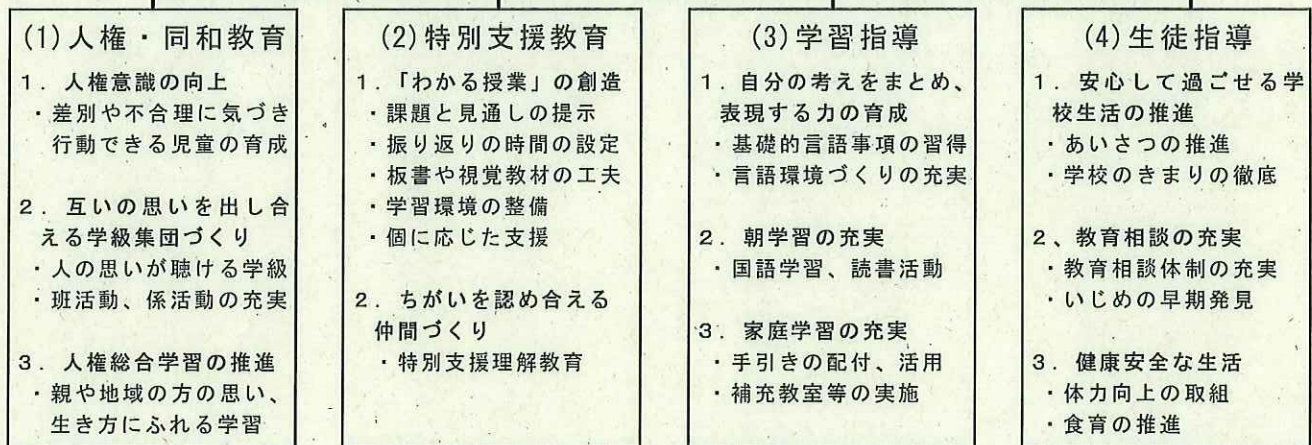 (1)人権・同和教育
1．人権意識の向上
・差別や不合理に気づき
行動できる児童の育成
2．互いの思いを出し合
える学級集団づくり
・人の思いが聴ける学級
・班活動、係活動の充実
3．人権総合学習の推進
・親や地域の方の思い、
生き方にふれる学習
(2)特別支援教育
1．「わかる授業」の創造
・課題と見通しの提示
・振り返りの時間の設定
・板書や視覚教材の工夫
・学習環境の整備
・個に応じた支援
2．ちがいを認め合える
仲間づくり
・特別支援理解教育
(3)学習指導
1．自分の考えをまとめ、
表現する力の育成
・基礎的言語事項の習得
・言語環境づくりの充実
2．朝学習の充実
・国語学習、読書活動
3．家庭学習の充実
・手引きの配付、活用
・補充教室等の実施
(4)生徒指導
1．安心して過ごせる学
校生活の推進
・あいさつの推進
・学校のきまりの徹底
2、教育相談の充実
・教育相談体制の充実
・いじめの早期発見
3．健康安全な生活
・体力向上の取組
・食育の推進